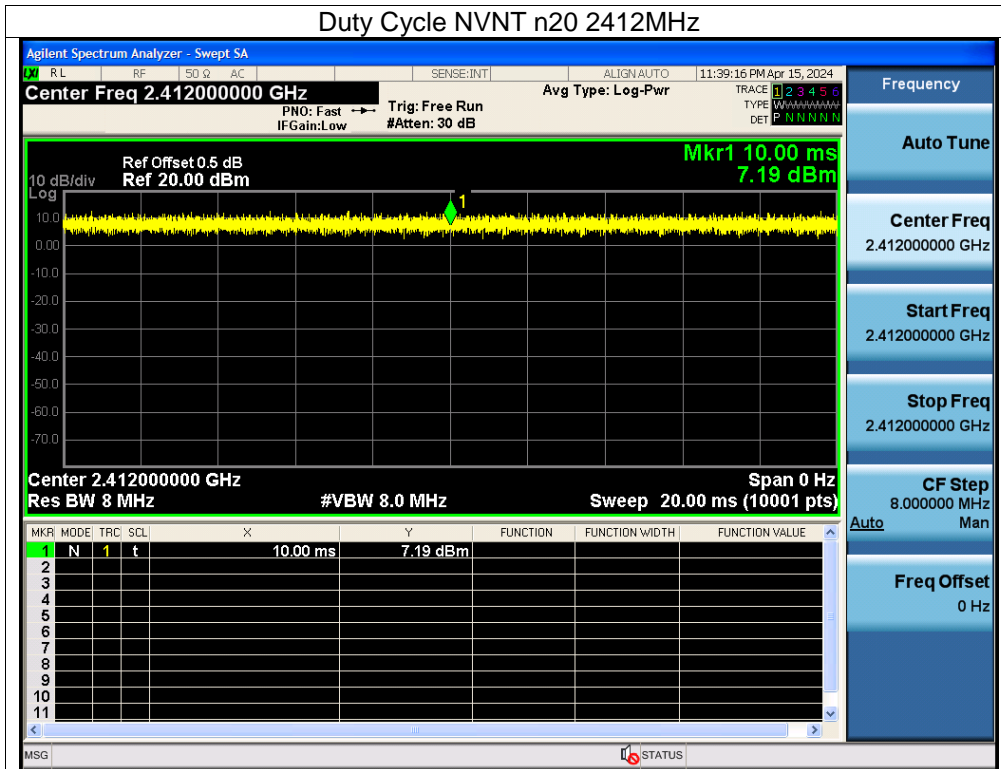 Duty Cycle NVNT n20 2412MHz
Agilent Spectrum Analyzer - Swept SA
LXI RL RF 50 Ω AC SENSE:INT ALIGN AUTO 11:39:16 PM Apr 15, 2024
Center Freq 2.412000000 GHz Avg Type: Log-Pwr TRACE 1 2 3 4 5 6
PNO: Fast Trig: Free Run TYPE WWWWWW
IFGain:Low #Atten: 30 dB DET P N N N N N
Frequency
Auto Tune
Center Freq
2.412000000 GHz
Start Freq
2.412000000 GHz
Stop Freq
2.412000000 GHz
CF Step
8.000000 MHz
Auto Man
Freq Offset
0 Hz
Mkr1 10.00 ms
7.19 dBm
Ref Offset 0.5 dB
10 dB/div Ref 20.00 dBm
Log
1
10.0
0.00
-10.0
-20.0
-30.0
-40.0
-50.0
-60.0
-70.0
Center 2.412000000 GHz Span 0 Hz
Res BW 8 MHz #VBW 8.0 MHz Sweep 20.00 ms (10001 pts)
MKR MODE TRC SCL X Y FUNCTION FUNCTION WIDTH FUNCTION VALUE
1 N 1 t 10.00 ms 7.19 dBm
2
3
4
5
6
7
8
9
10
11
MSG STATUS